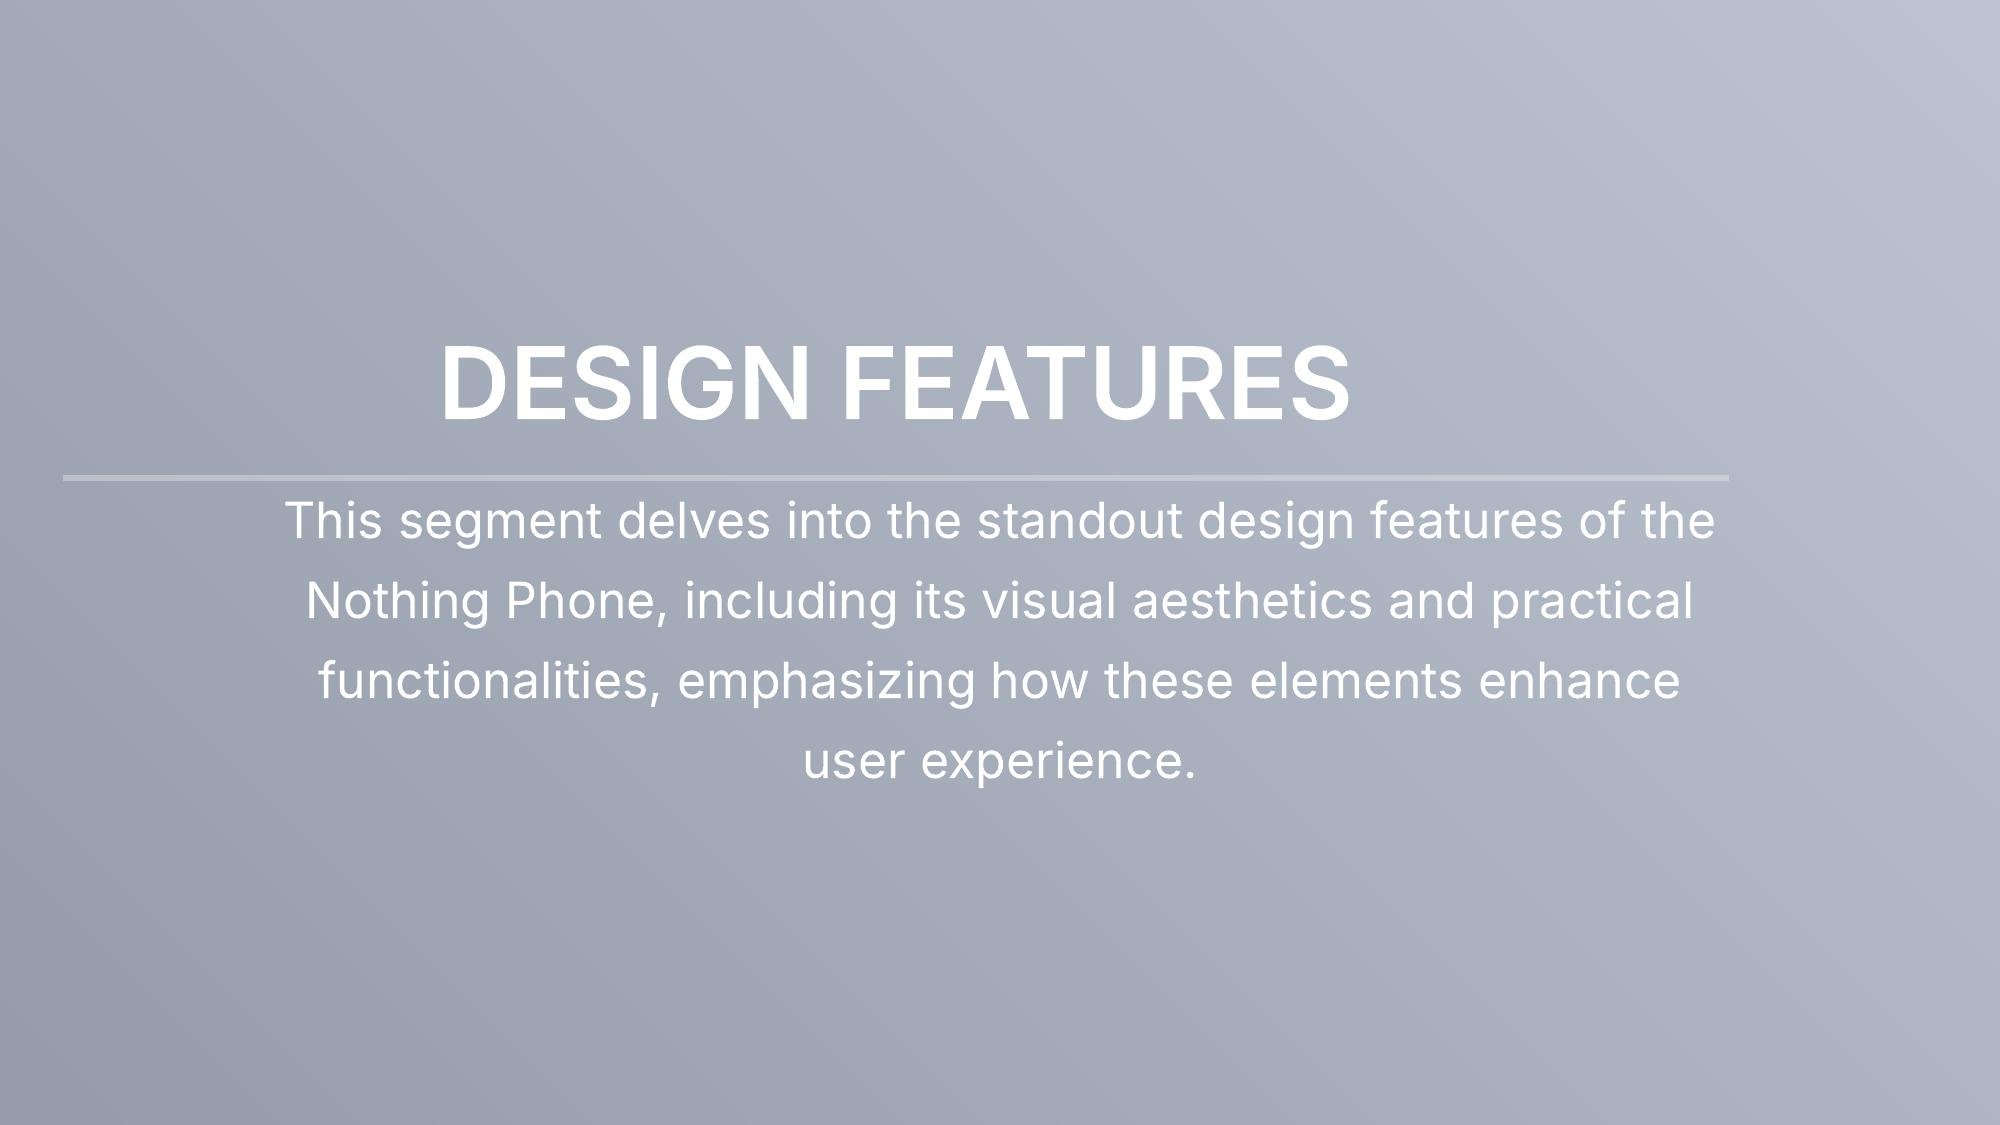 DESIGN FEATURES
This segment delves into the standout design features of the
Nothing Phone, including its visual aesthetics and practical
functionalities, emphasizing how these elements enhance
user experience.